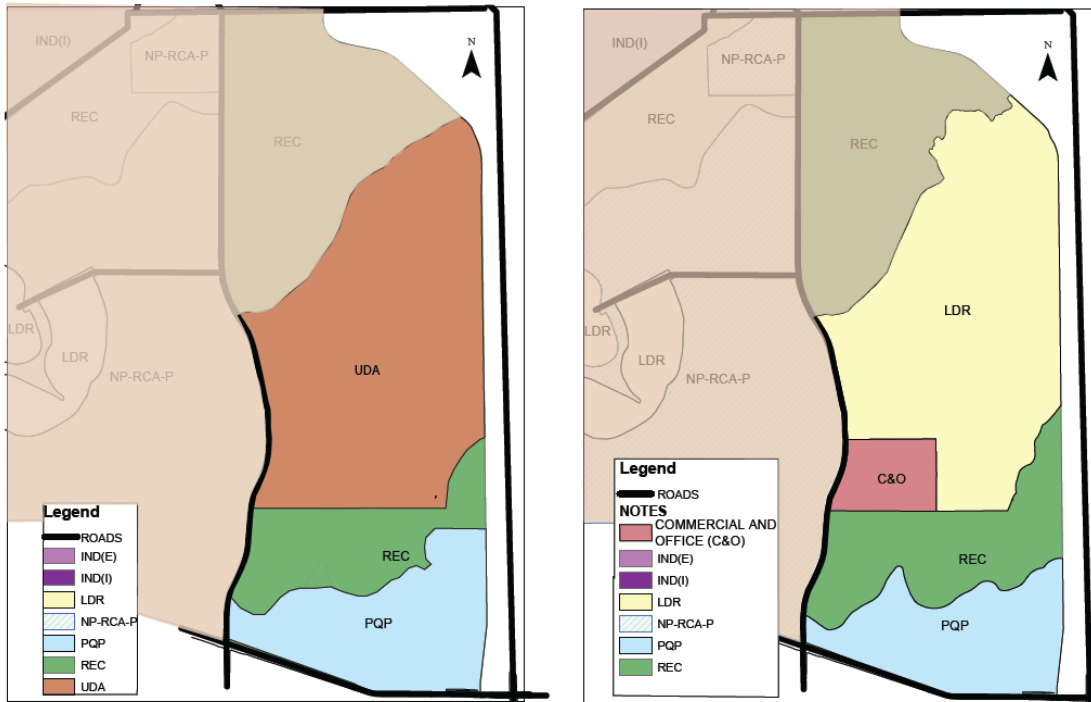 IND(I)
NP-RCA-P
N
REC
REC
LDR
LDR
NP-RCA-P
UDA
REC
PQP
Legend
ROADS
IND(E)
IND(I)
LDR
NP-RCA-P
PQP
REC
UDA
IND(I)
NP-RCA-P
N
REC
REC
LDR
LDR
LDR
NP-RCA-P
C&O
REC
PQP
Legend
ROADS
NOTES
COMMERCIAL AND
OFFICE (C&O)
IND(E)
IND(I)
LDR
NP-RCA-P
PQP
REC